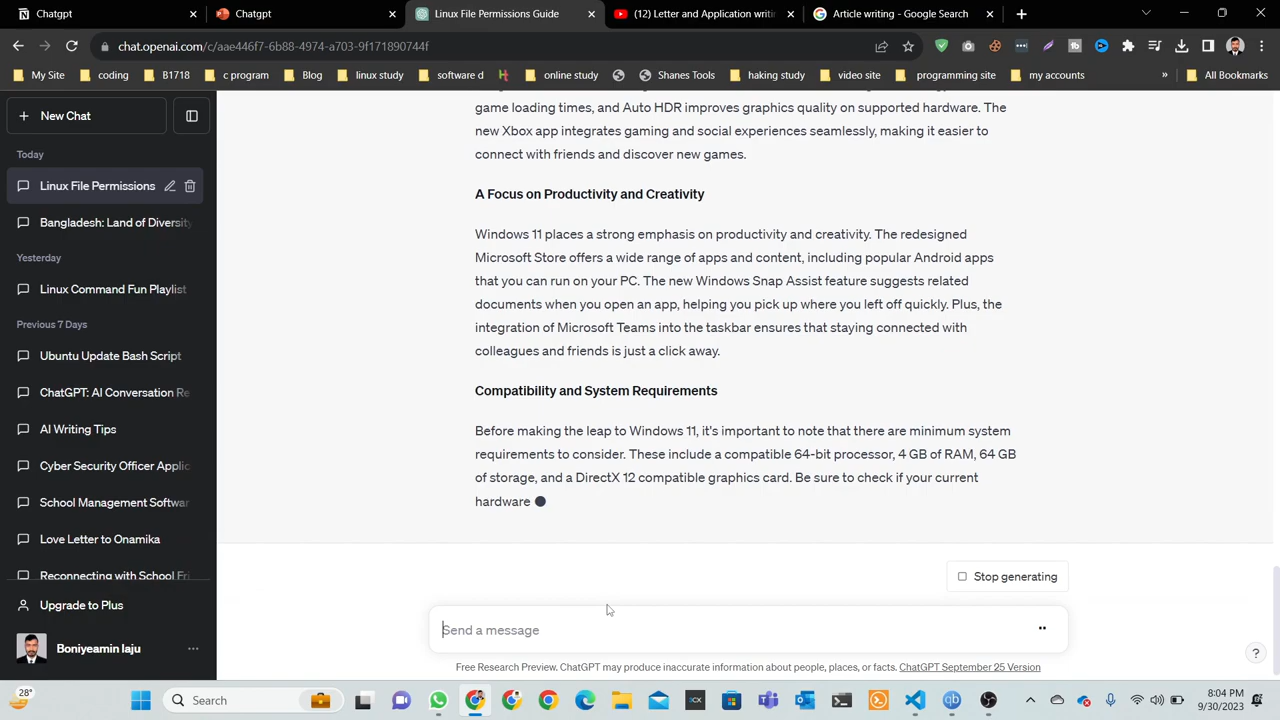 Chatgpt
Chatgpt
Linux File Permissions Guide
(12) Letter and Application writin
Article writing - Google Search
chat.openai.com/c/aae446f7-6b88-4974-a703-9f17185f744f
My Site
coding
B1718
c program
Blog
linux study
software d
online study
Shanes Tools
haking study
video site
programing site
my accounts
»
All Bookmarks
New Chat
Today
Linux File Permissions
Bangladesh: Land of Diversity
Yesterday
Linux Command Fun Playlist
Previous 7 Days
Ubuntu Update Bash Script
ChatGPT: AI Conversation Re
AI Writing Tips
Cyber Security Officer Applic
School Management Softwar
Love Letter to Onamika
Reconnecting with School Fri
Upgrade to Plus
Boniyeamin laju
game loading times, and Auto HDR improves graphics quality on supported hardware. The
new Xbox app integrates gaming and social experiences seamlessly, making it easier to
connect with friends and discover new games.
A Focus on Productivity and Creativity
Windows 11 places a strong emphasis on productivity and creativity. The redesigned
Microsoft Store offers a wide range of apps and content, including popular Android apps
that you can run on your PC. The new Windows Snap Assist feature suggests related
documents when you open an app, helping you pick up where you left off quickly. Plus, the
integration of Microsoft Teams into the taskbar ensures that staying connected with
colleagues and friends is just a click away.
Compatibility and System Requirements
Before making the leap to Windows 11, it's important to note that there are minimum system
requirements to consider. These include a compatible 64-bit processor, 4 GB of RAM, 64 GB
of storage, and a DirectX 12 compatible graphics card. Be sure to check if your current
hardware
Stop generating
Send a message
Free Research Preview. ChatGPT may produce inaccurate information about people, places, or facts. ChatGPT September 25 Version
?
28°
Search
8:04 PM
9/30/2023